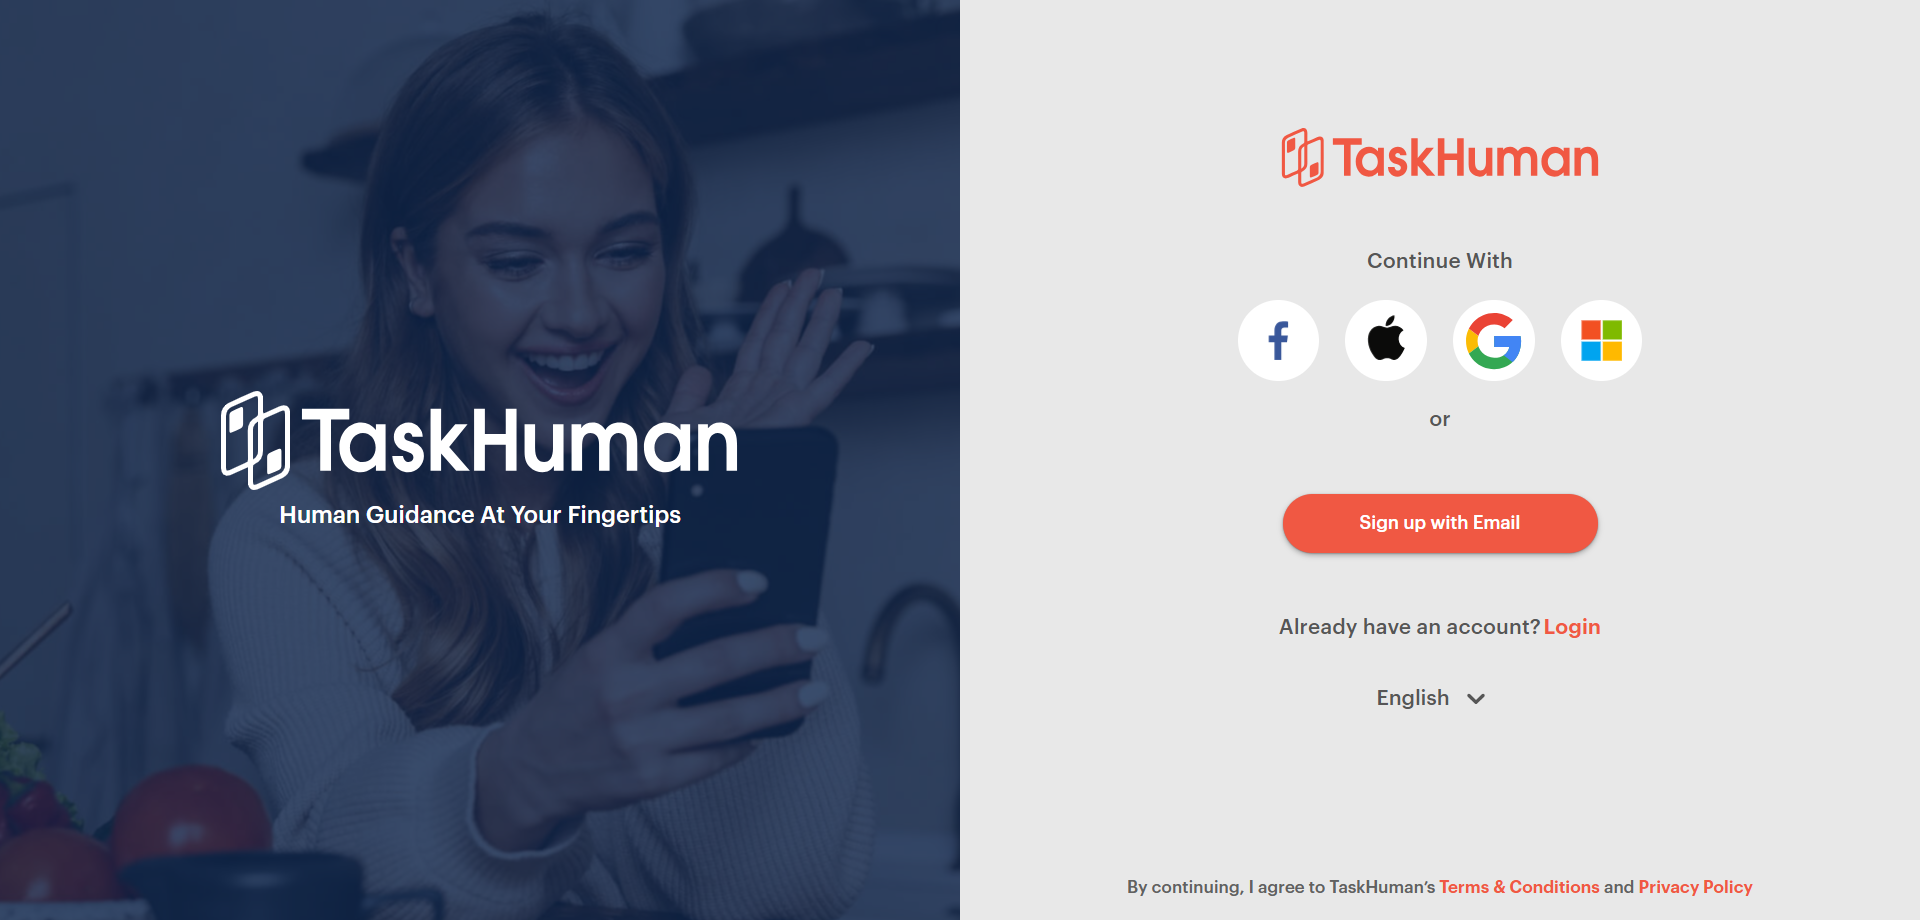 TaskHuman
Human Guidance At Your Fingertips
TaskHuman
Continue With
or
Sign up with Email
Already have an account? Login
English
By continuing, I agree to TaskHuman's Terms & Conditions and Privacy Policy